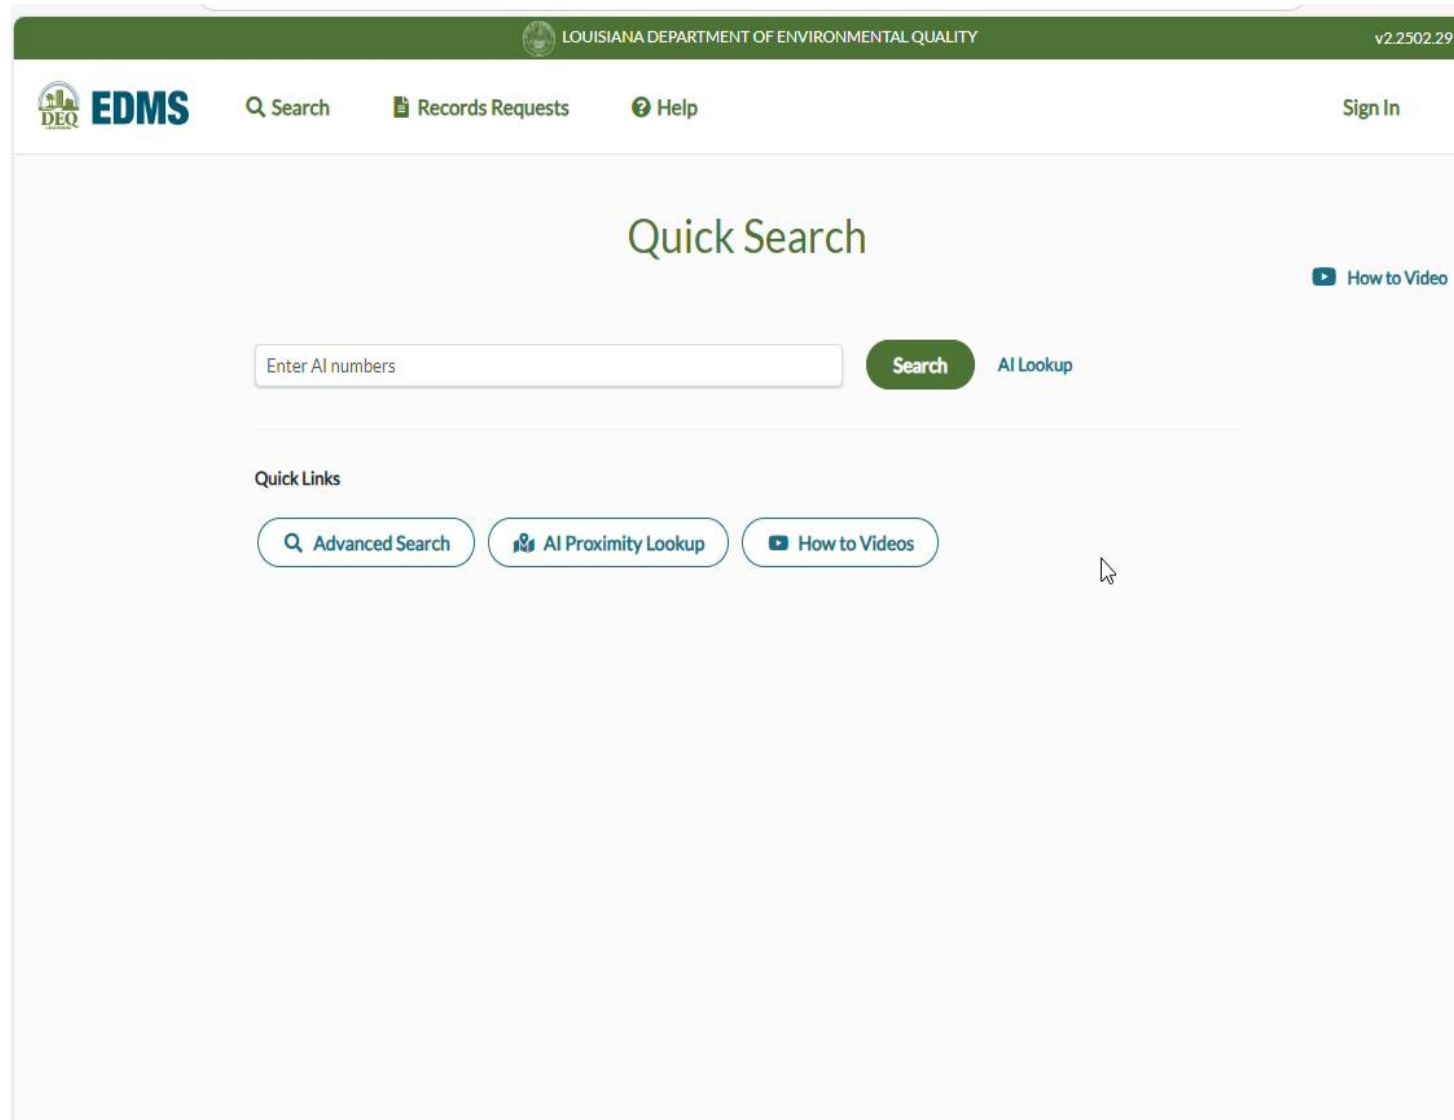 LOUISIANA DEPARTMENT OF ENVIRONMENTAL QUALITY
v2.2502.29
DEQ
EDMS
Search
Records Requests
Help
Sign In
Quick Search
How to Video
Enter AI numbers
Search
AI Lookup
Quick Links
Advanced Search
AI Proximity Lookup
How to Videos